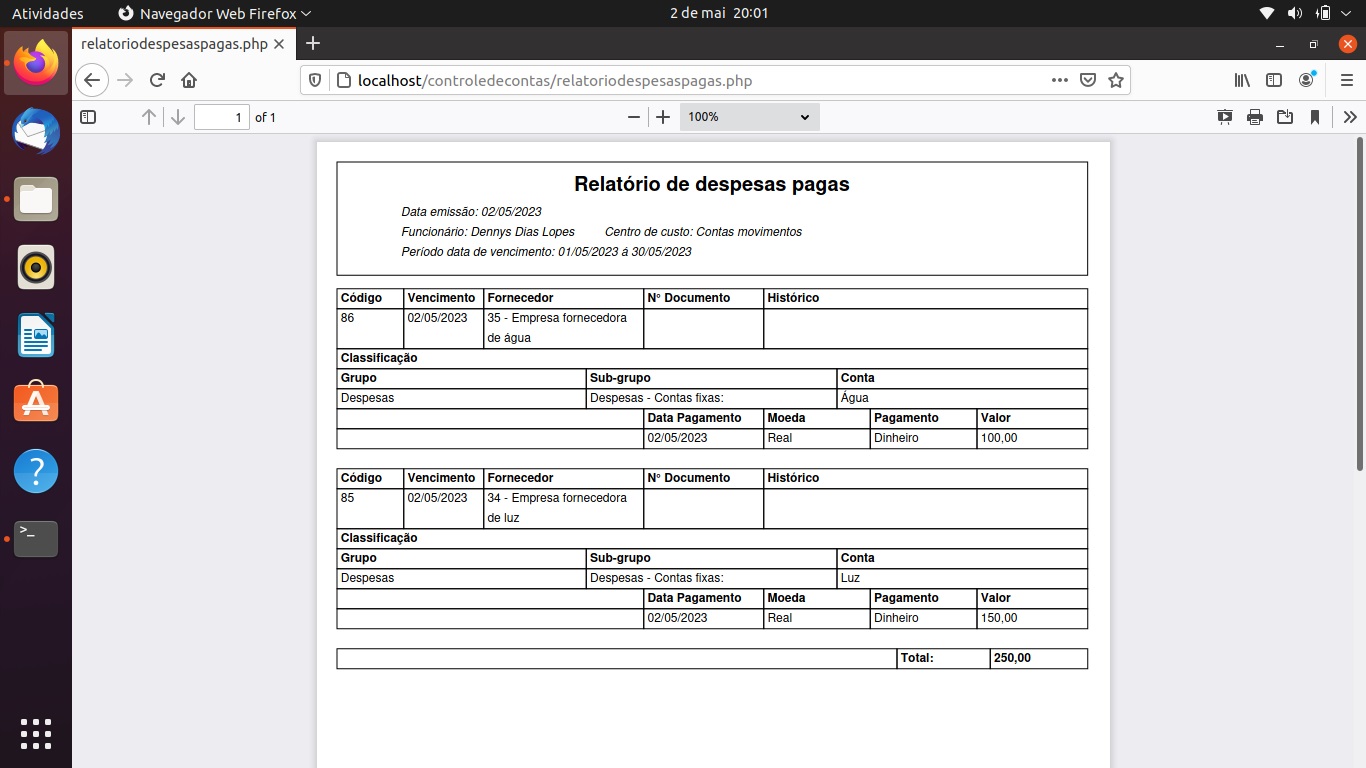 Atividades Navegador Web Firefox 2 de mai 20:01
relatoriodespesaspagas.php
localhost/controledecontas/relatoriodespesaspagas.php
1 of 1 100%
Relatório de despesas pagas
Data emissão: 02/05/2023
Funcionário: Dennys Dias Lopes Centro de custo: Contas movimentos
Período data de vencimento: 01/05/2023 á 30/05/2023
Código Vencimento Fornecedor N° Documento Histórico
86 02/05/2023 35 - Empresa fornecedora
de água
Classificação
Grupo Sub-grupo Conta
Despesas Despesas - Contas fixas: Água
Data Pagamento Moeda Pagamento Valor
02/05/2023 Real Dinheiro 100,00
Código Vencimento Fornecedor N° Documento Histórico
85 02/05/2023 34 - Empresa fornecedora
de luz
Classificação
Grupo Sub-grupo Conta
Despesas Despesas - Contas fixas: Luz
Data Pagamento Moeda Pagamento Valor
02/05/2023 Real Dinheiro 150,00
Total: 250,00